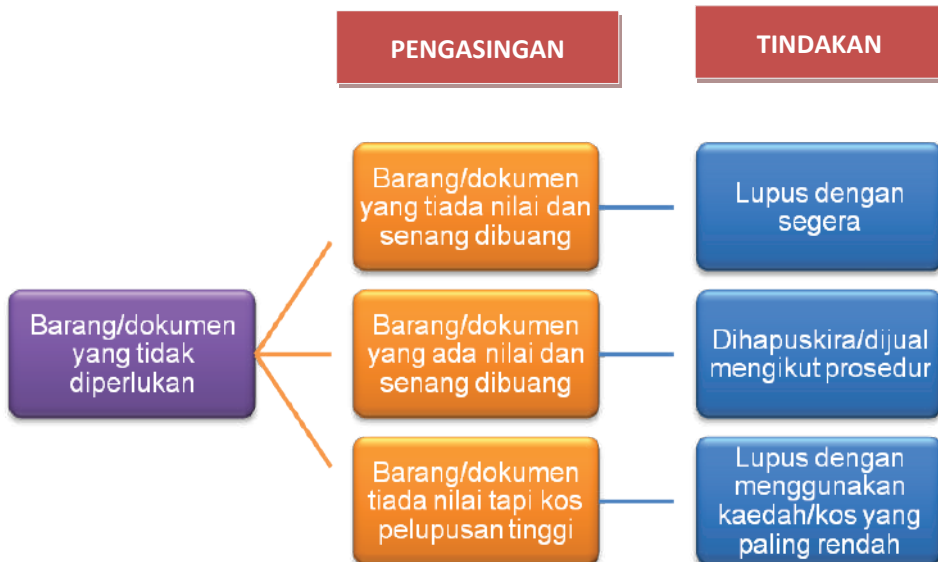 PENGASINGAN
TINDAKAN
Barang/dokumen
yang tidak
diperlukan
Barang/dokumen
yang tiada nilai dan
senang dibuang
Lupus dengan
segera
Barang/dokumen
yang ada nilai dan
senang dibuang
Dihapuskira/dijual
mengikut prosedur
Barang/dokumen
tiada nilai tapi kos
pelupusan tinggi
Lupus dengan
menggunakan
kaedah/kos yang
paling rendah